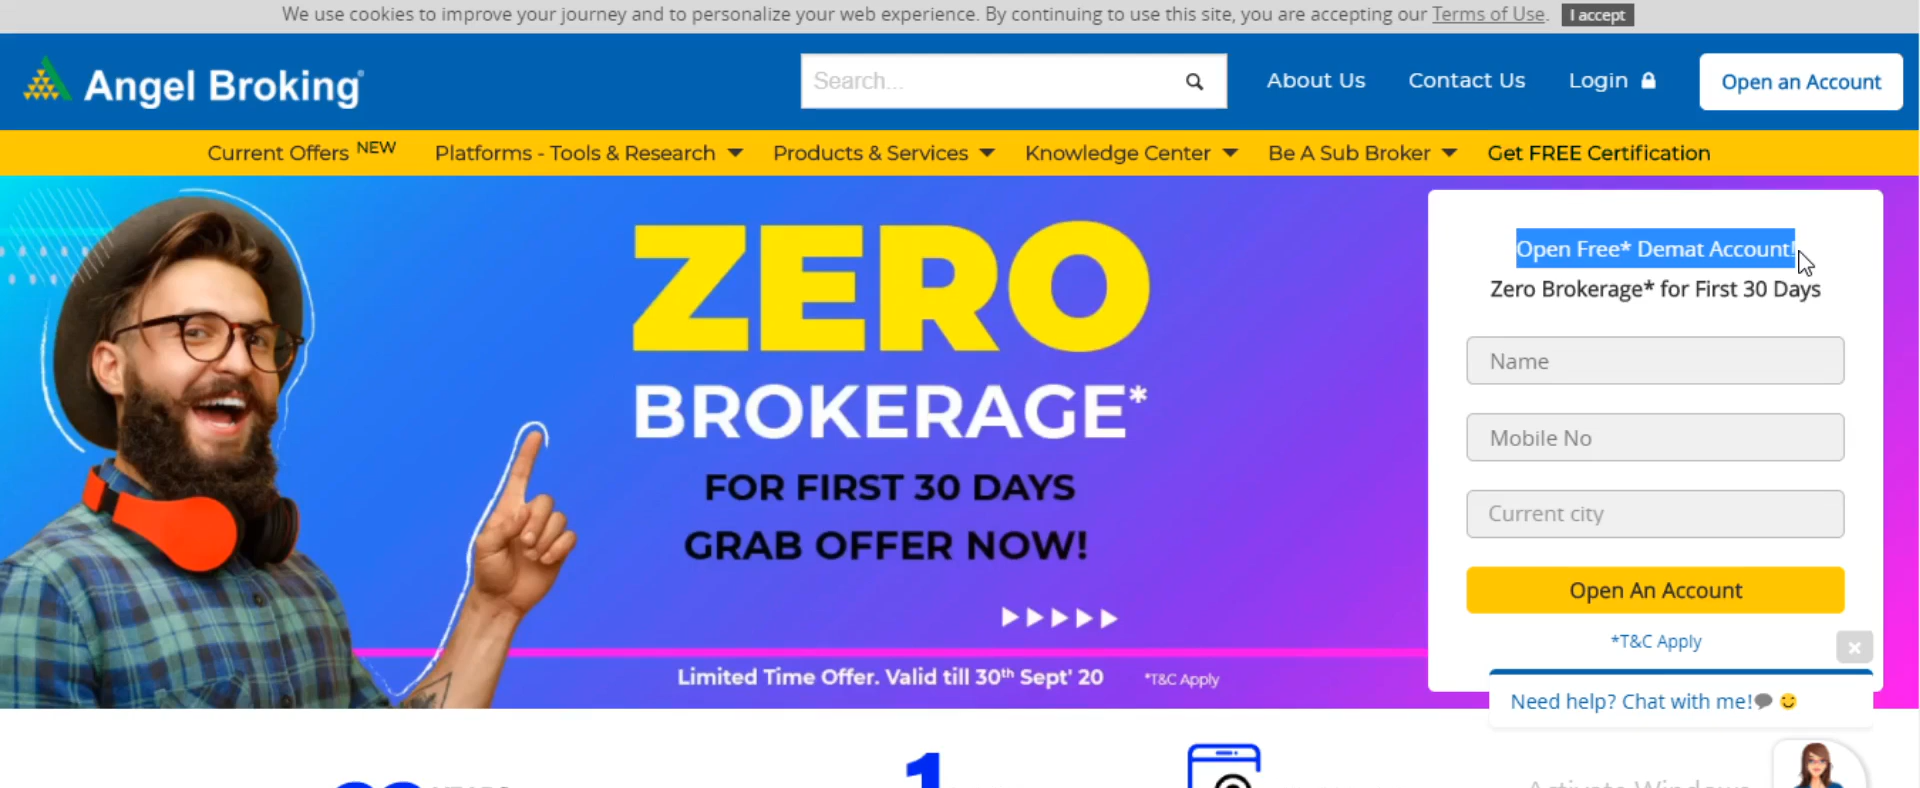 We use cookies to improve your journey and to personalize your web experience. By continuing to use this site, you are accepting our Terms of Use. I accept
Angel Broking
Search...
About Us
Contact Us
Login
Open an Account
Current Offers NEW
Platforms - Tools & Research
Products & Services
Knowledge Center
Be A Sub Broker
Get FREE Certification
ZERO
BROKERAGE*
FOR FIRST 30 DAYS
GRAB OFFER NOW!
Limited Time Offer. Valid till 30th Sept' 20 *T&C Apply
Open Free* Demat Account!
Zero Brokerage* for First 30 Days
Name
Mobile No
Current city
Open An Account
*T&C Apply
Need help? Chat with me!
1